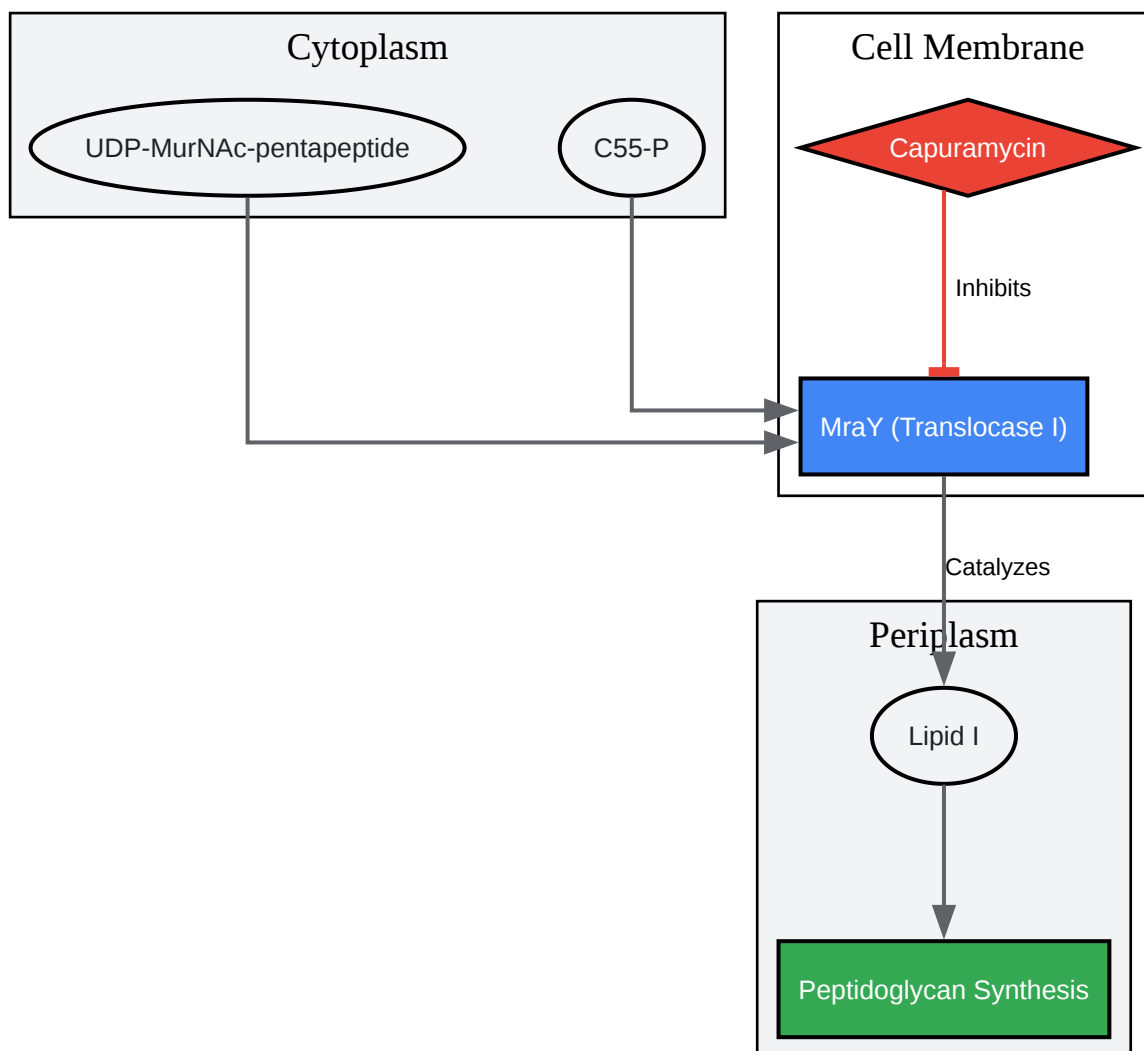 Cytoplasm
Cell Membrane
UDP-MurNAc-pentapeptide
C55-P
Capuramycin
Inhibits
MraY (Translocase I)
Catalyzes
Periplasm
Lipid I
Peptidoglycan Synthesis